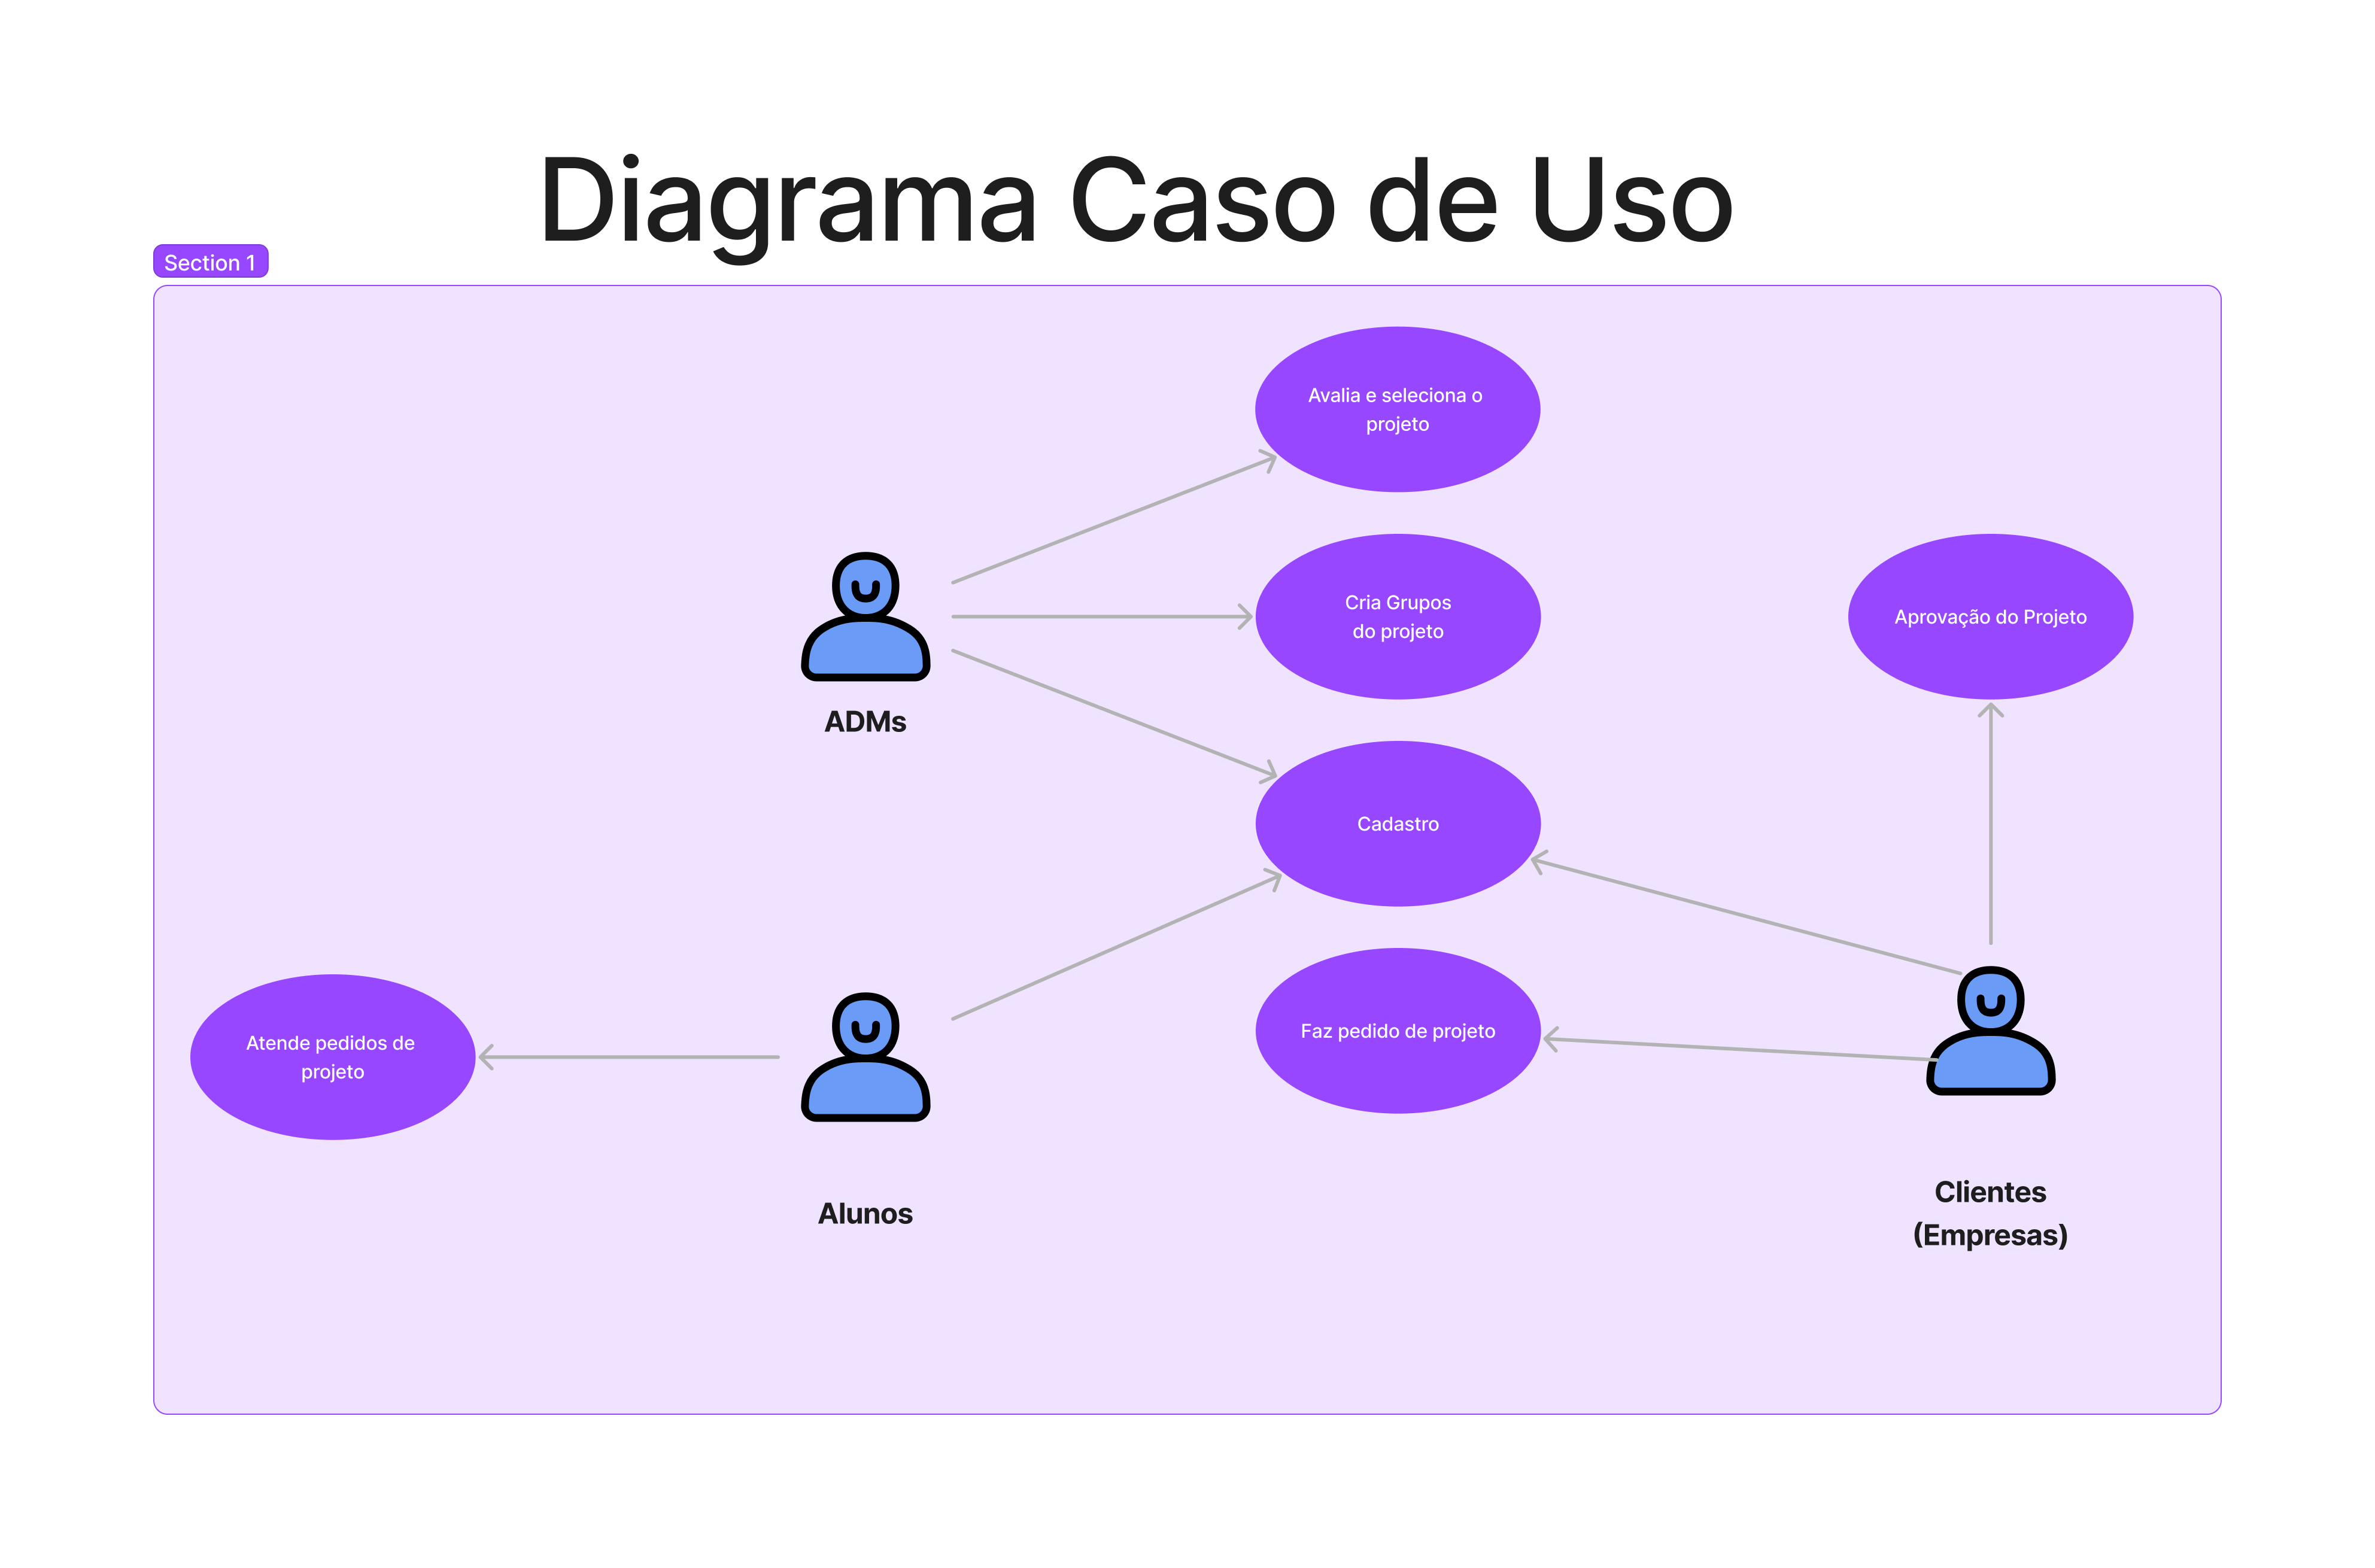 Diagrama Caso de Uso
Section 1
Avalia e seleciona o
projeto
Cria Grupos
do projeto
Aprovação do Projeto
ADMs
Cadastro
Atende pedidos de
projeto
Faz pedido de projeto
Alunos
Clientes
(Empresas)